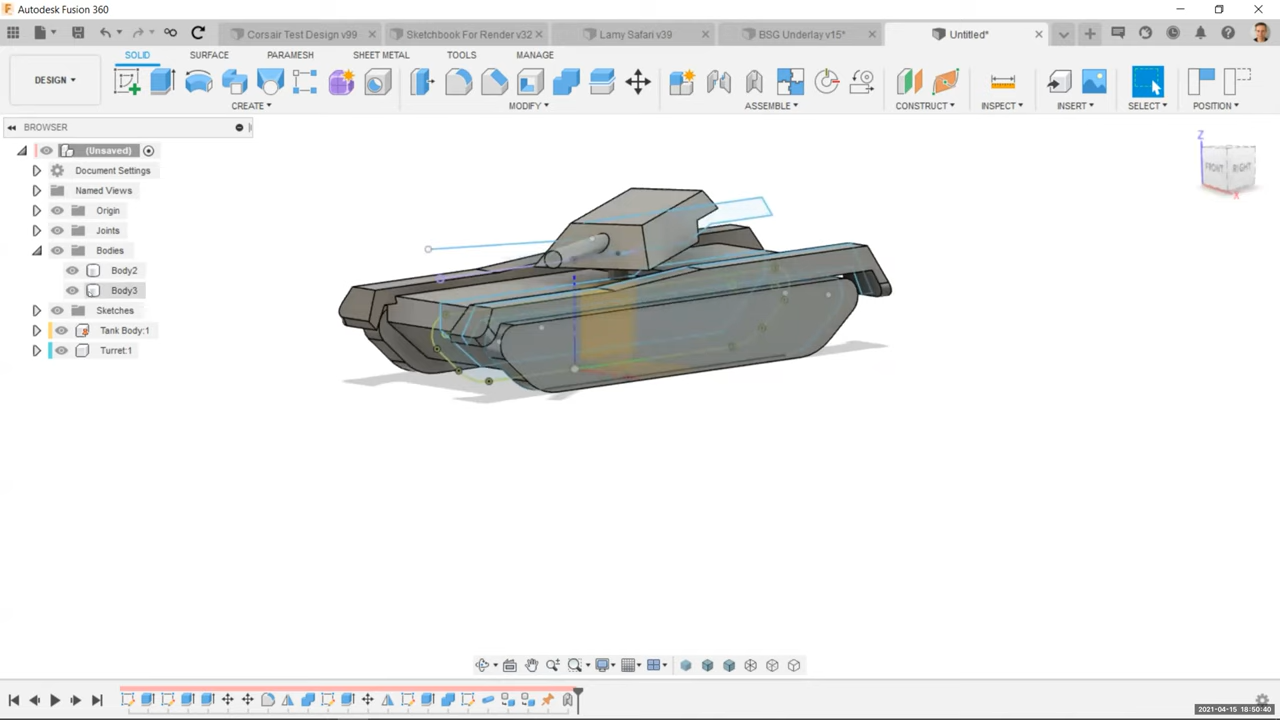 Autodesk Fusion 360
Corsair Test Design v99
Sketchbook For Render v32
Lamy Safari v39
BSG Underlay v15*
Untitled*
SOLID
SURFACE
PARAMESH
SHEET METAL
TOOLS
MANAGE
DESIGN
CREATE
MODIFY
ASSEMBLE
CONSTRUCT
INSPECT
INSERT
SELECT
POSITION
BROWSER
(Unsaved)
Document Settings
Named Views
Origin
Joints
Bodies
Body2
Body3
Sketches
Tank Body:1
Turret:1
Z
FRONT
RIGHT
X
2021-04-15 18:50:40